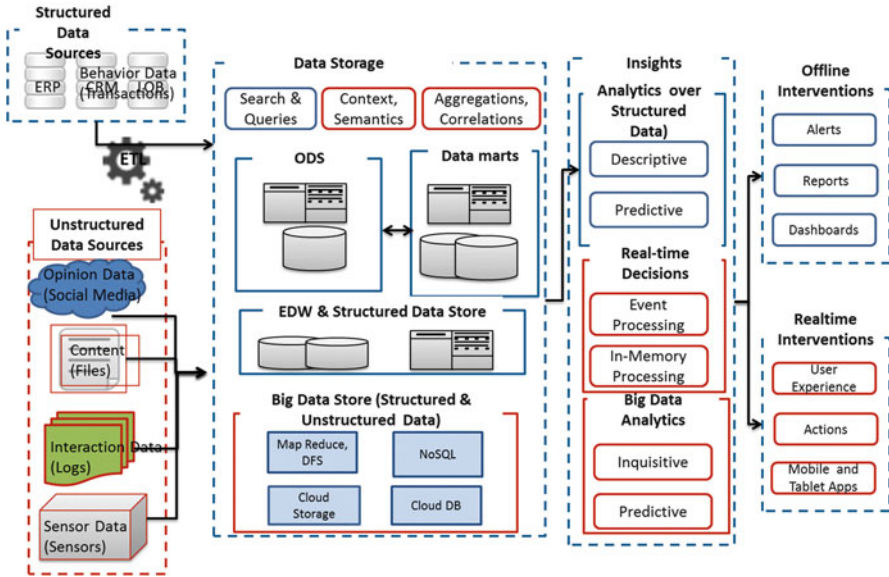 Structured
Data
Sources
Behavior Data
ERP CRM LOB
(Transactions)
ETL
Unstructured
Data Sources
Opinion Data
(Social Media)
Content
(Files)
Interaction Data
(Logs)
Sensor Data
(Sensors)
Data Storage
Search &
Queries
Context,
Semantics
Aggregations,
Correlations
ODS
Data marts
EDW & Structured Data Store
Big Data Store (Structured &
Unstructured Data)
Map Reduce,
DFS
NoSQL
Cloud
Storage
Cloud DB
Insights
Analytics over
Structured
Data)
Descriptive
Predictive
Real-time
Decisions
Event
Processing
In-Memory
Processing
Big Data
Analytics
Inquisitive
Predictive
Offline
Interventions
Alerts
Reports
Dashboards
Realtime
Interventions
User
Experience
Actions
Mobile and
Tablet Apps